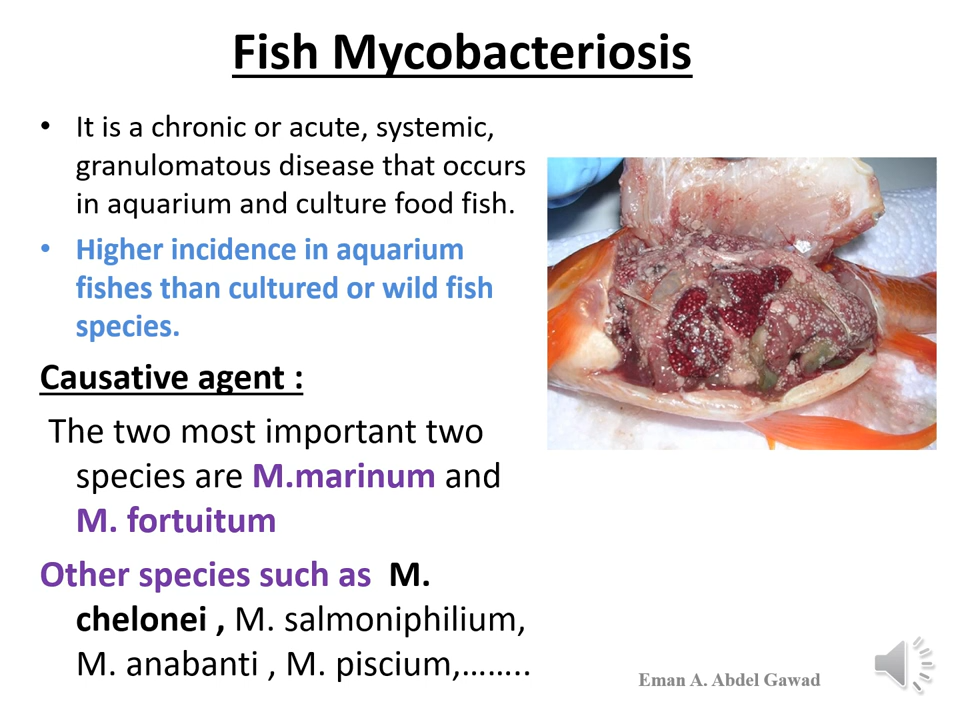 Fish Mycobacteriosis
• It is a chronic or acute, systemic,
granulomatous disease that occurs
in aquarium and culture food fish.
• Higher incidence in aquarium
fishes than cultured or wild fish
species.
Causative agent :
The two most important two
species are M.marinum and
M. fortuitum
Other species such as M.
chelonei , M. salmoniphilium,
M. anabanti , M. piscium,……..
Eman A. Abdel Gawad